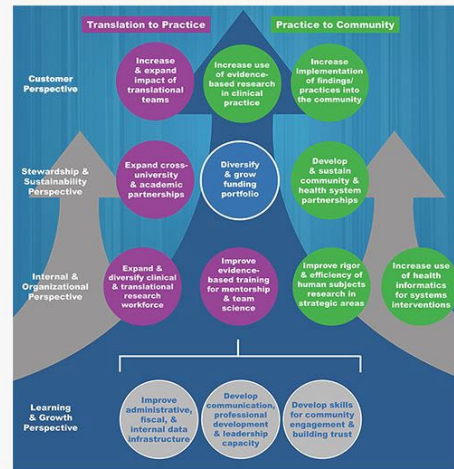 Translation to Practice
Practice to Community
Customer
Perspective
Increase
& expand
impact of
translational
teams
Increase use
of evidence-
based research
in clinical
practice
Increase
implementation
of findings/
practices into
the community
Stewardship &
Sustainability
Perspective
Expand cross-
university
& academic
partnerships
Diversify
& grow
funding
portfolio
Develop
& sustain
community &
health system
partnerships
Internal &
Organizational
Perspective
Expand &
diversify clinical
& translational
research
workforce
Improve
evidence-
based training
for mentorship
& team
science
Improve rigor
& efficiency of
human subjects
research in
strategic areas
Increase use
of health
informatics
for systems
interventions
Learning
& Growth
Perspective
Improve
administrative,
fiscal, &
internal data
infrastructure
Develop
communication,
professional
development &
leadership
capacity
Develop skills
for community
engagement &
building trust